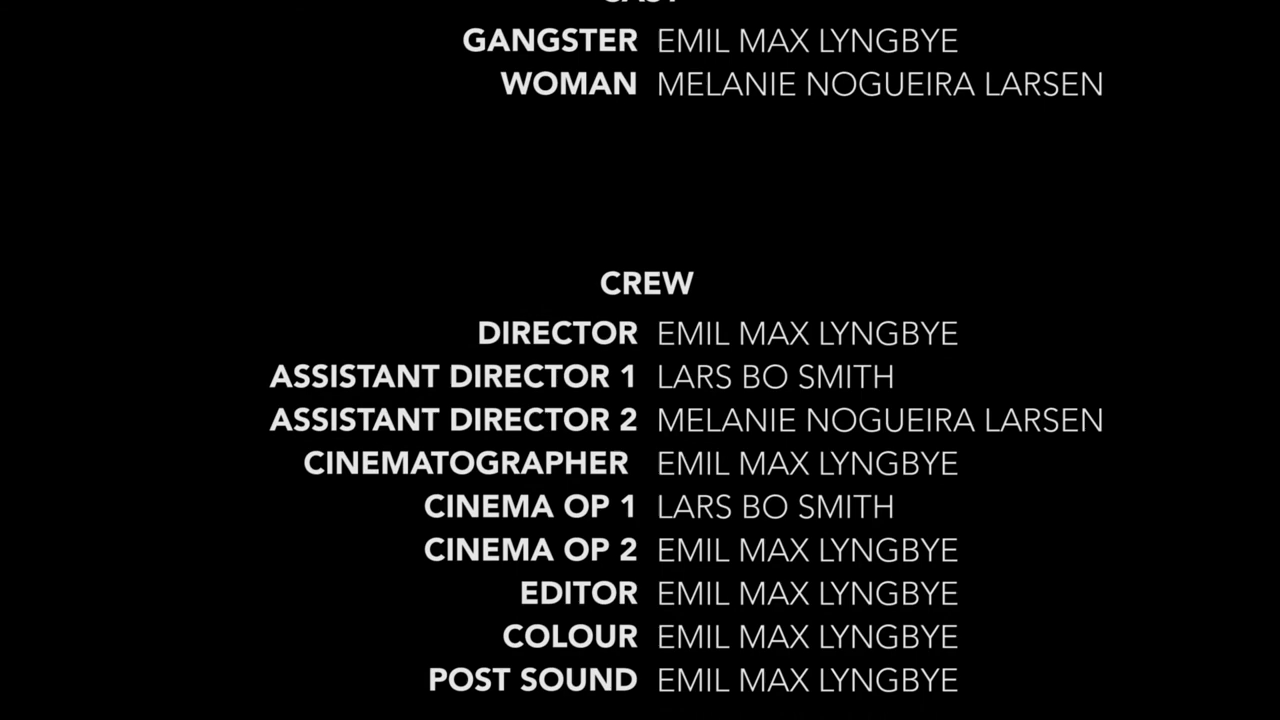 CAST
GANGSTER EMIL MAX LYNGBYE
WOMAN MELANIE NOGUEIRA LARSEN
CREW
DIRECTOR EMIL MAX LYNGBYE
ASSISTANT DIRECTOR 1 LARS BO SMITH
ASSISTANT DIRECTOR 2 MELANIE NOGUEIRA LARSEN
CINEMATOGRAPHER EMIL MAX LYNGBYE
CINEMA OP 1 LARS BO SMITH
CINEMA OP 2 EMIL MAX LYNGBYE
EDITOR EMIL MAX LYNGBYE
COLOUR EMIL MAX LYNGBYE
POST SOUND EMIL MAX LYNGBYE